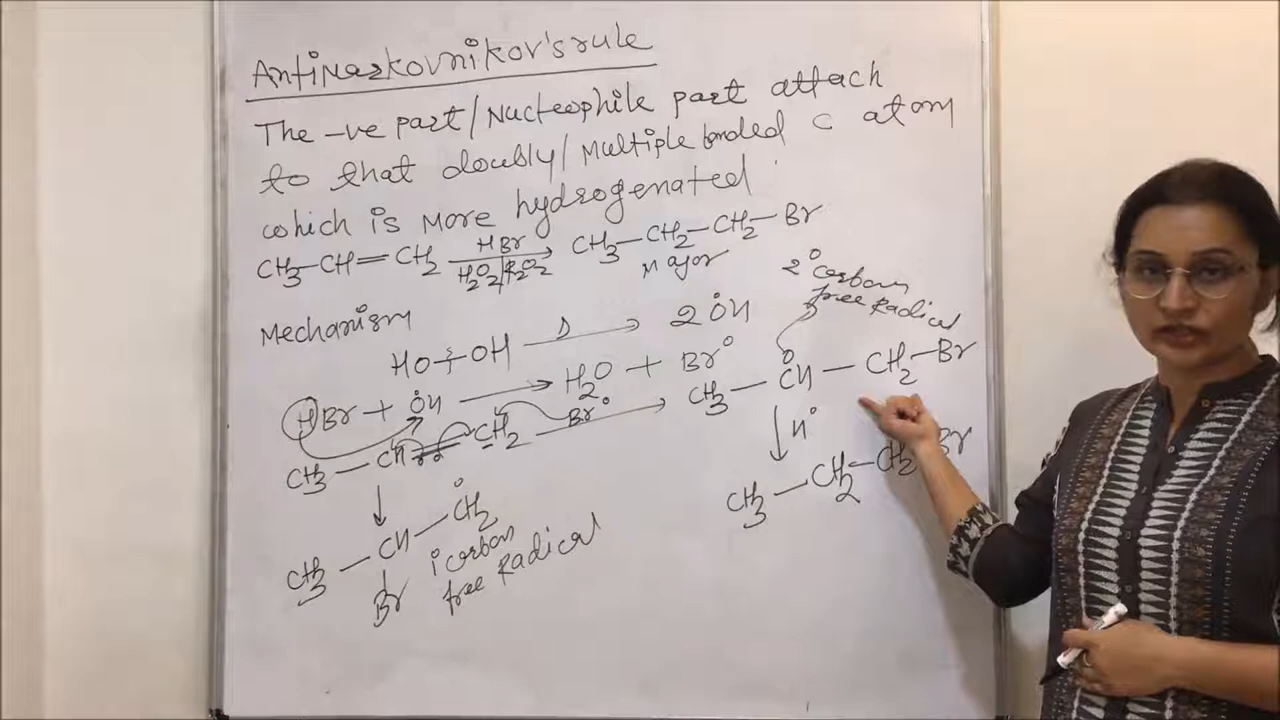 Antimarkovnikov's rule
The -ve part/Nucleophile part attach
to that doubly/Multiple bonded C atom
which is More hydrogenated
CH3-CH=CH2 HBr H2O2/R2O2 CH3-CH2-CH2-Br
Major
2° carbon
free Radical
Mechanism
HO-OH Δ 2 OH
HBr + OH H2O + Br°
CH3-CH=CH2 Br° CH3-CH-CH2-Br
H°
CH3-CH2-CH2-Br
CH3-CH-CH2
Br
1° carbon
free Radical